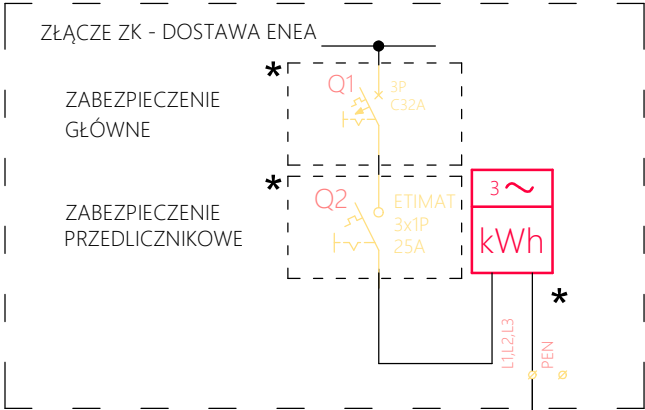 ZŁĄCZE ZK - DOSTAWA ENEA
*
Q1
3P
C32A
ZABEZPIECZENIE
GŁÓWNE
*
Q2
ETIMAT
3x1P
25A
ZABEZPIECZENIE
PRZEDLICZNIKOWE
3 ~
kWh
*
L1,L2,L3
PEN